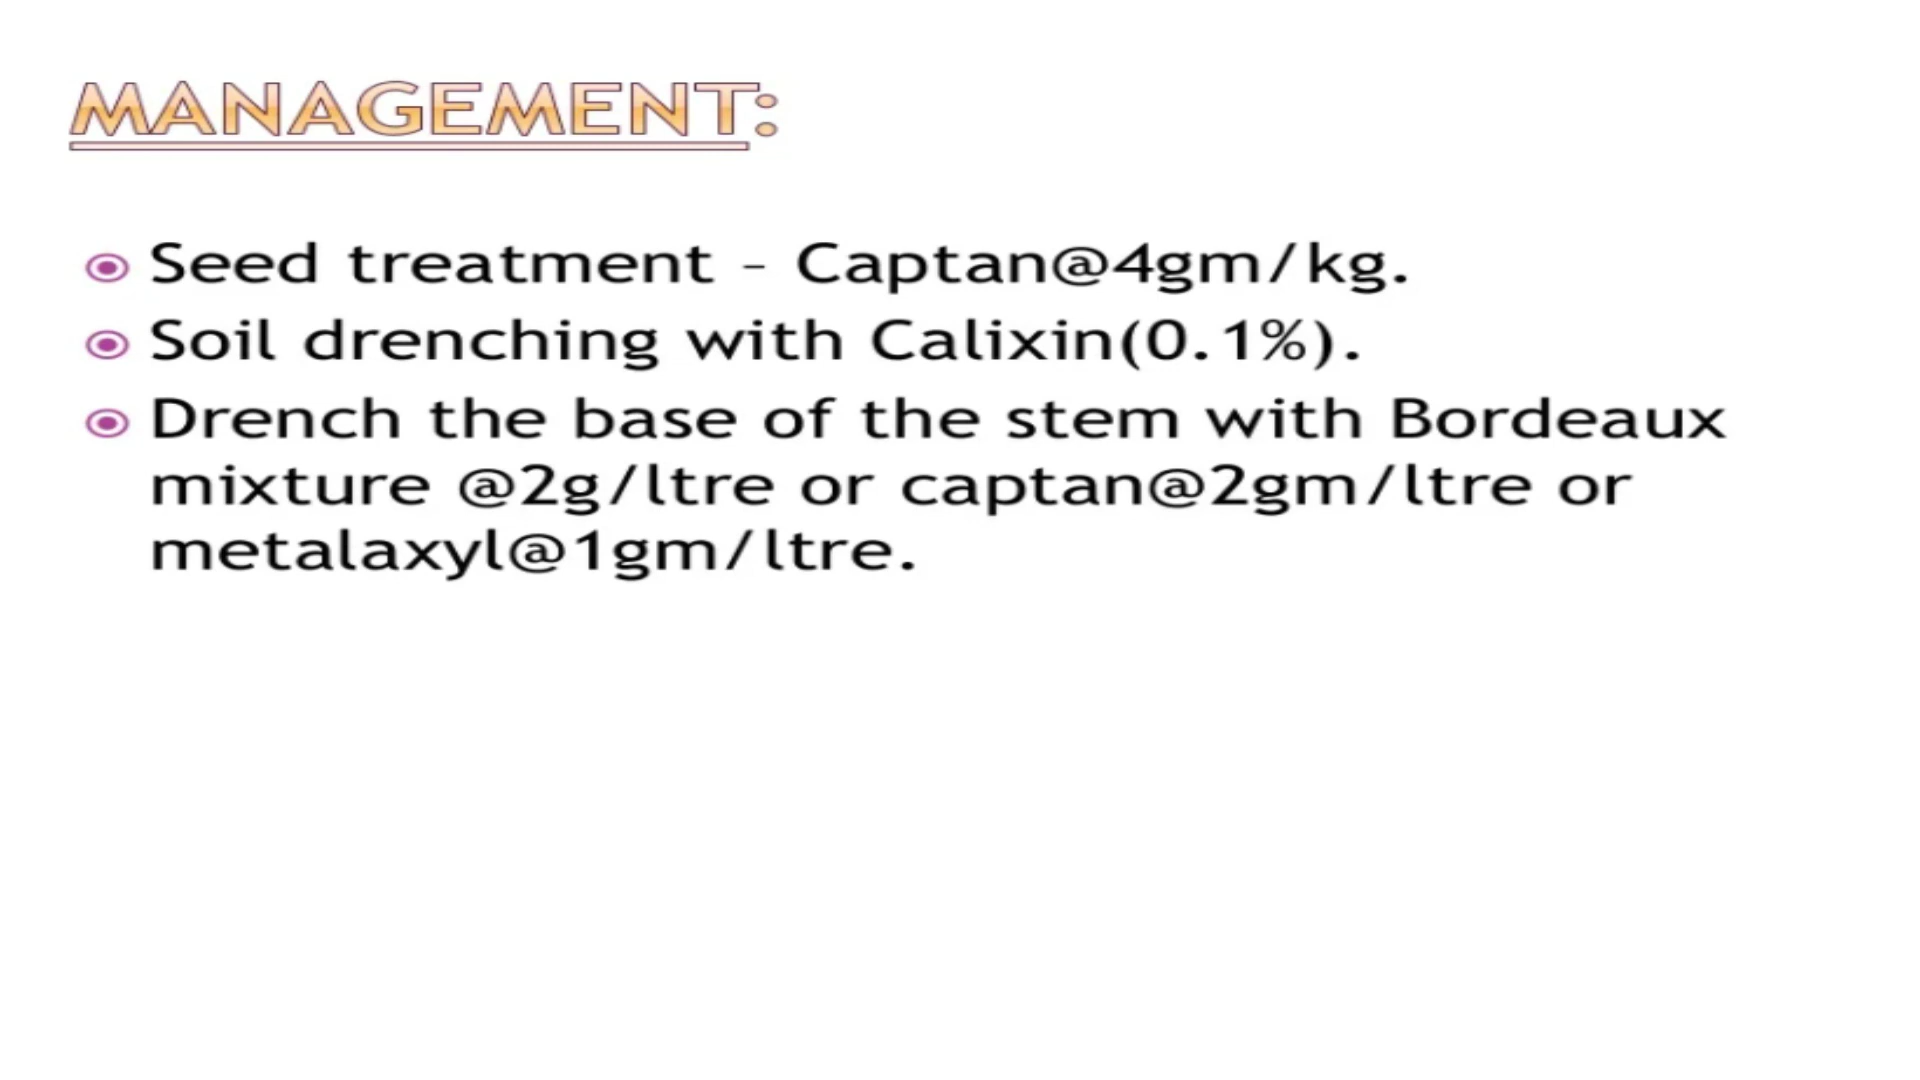 MANAGEMENT:
Seed treatment - Captan@4gm/kg.
Soil drenching with Calixin(0.1%).
Drench the base of the stem with Bordeaux
mixture @2g/ltre or captan@2gm/ltre or
metalaxyl@1gm/ltre.